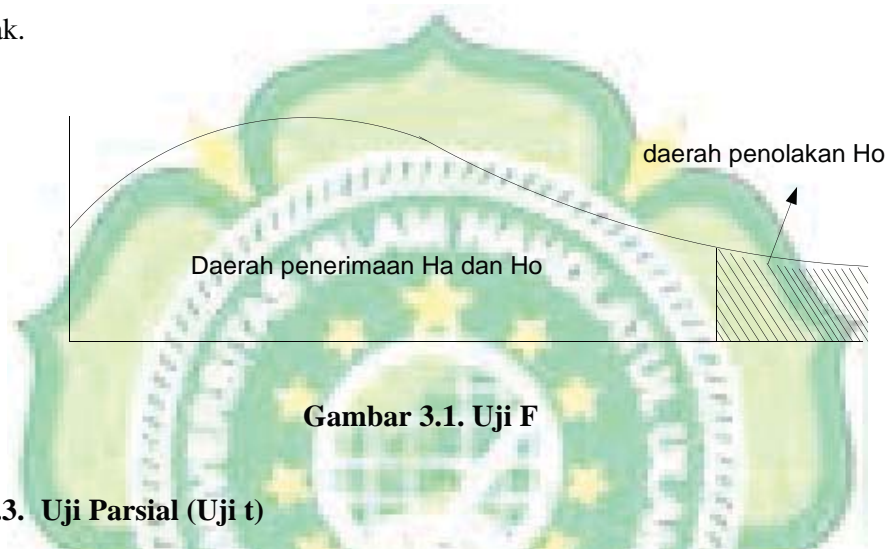 ak.
daerah penolakan Ho
Daerah penerimaan Ha dan Ho
Gambar 3.1. Uji F
.3. Uji Parsial (Uji t)